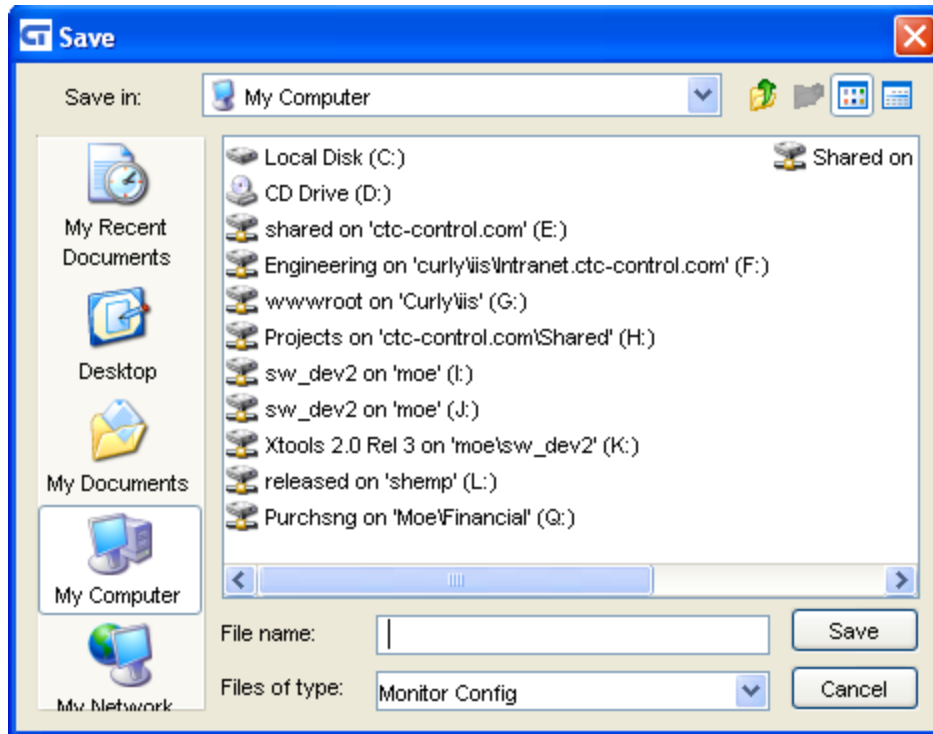 Save
Save in:
My Computer
My Recent
Documents
Desktop
My Documents
My Computer
My Network
Local Disk (C:)
CD Drive (D:)
shared on 'ctc-control.com' (E:)
Engineering on 'curly\iis\Intranet.ctc-control.com' (F:)
wwwroot on 'Curly\iis' (G:)
Projects on 'ctc-control.com\Shared' (H:)
sw_dev2 on 'moe' (I:)
sw_dev2 on 'moe' (J:)
Xtools 2.0 Rel 3 on 'moe\sw_dev2' (K:)
released on 'shemp' (L:)
Purchsng on 'Moe\Financial' (Q:)
Shared on
File name:
Save
Files of type:
Monitor Config
Cancel